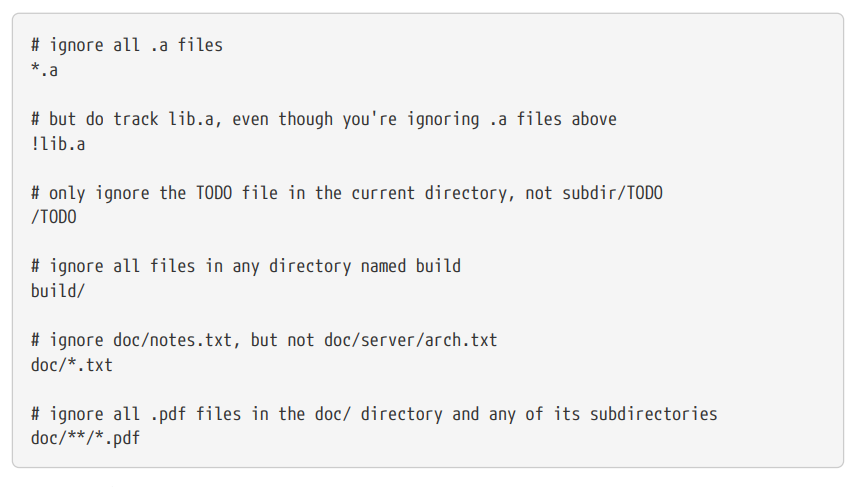 # ignore all .a files
*.a
# but do track lib.a, even though you're ignoring .a files above
!lib.a
# only ignore the TODO file in the current directory, not subdir/TODO
/TODO
# ignore all files in any directory named build
build/
# ignore doc/notes.txt, but not doc/server/arch.txt
doc/*.txt
# ignore all .pdf files in the doc/ directory and any of its subdirectories
doc/**/*.pdf